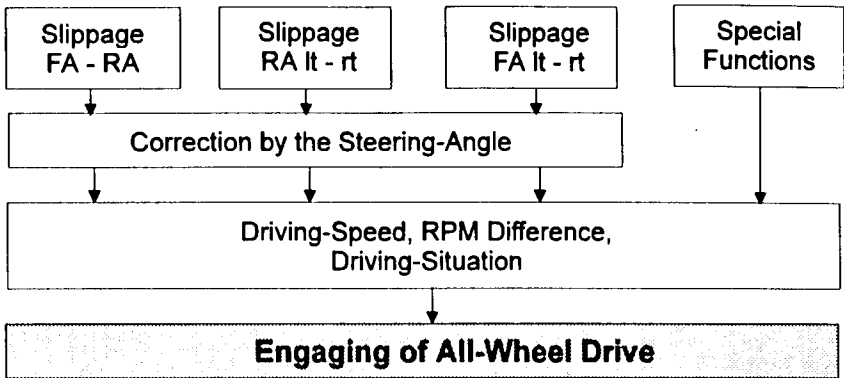 Slippage
FA - RA
Slippage
RA lt - rt
Slippage
FA lt - rt
Special
Functions
Correction by the Steering-Angle
Driving-Speed, RPM Difference,
Driving-Situation
Engaging of All-Wheel Drive